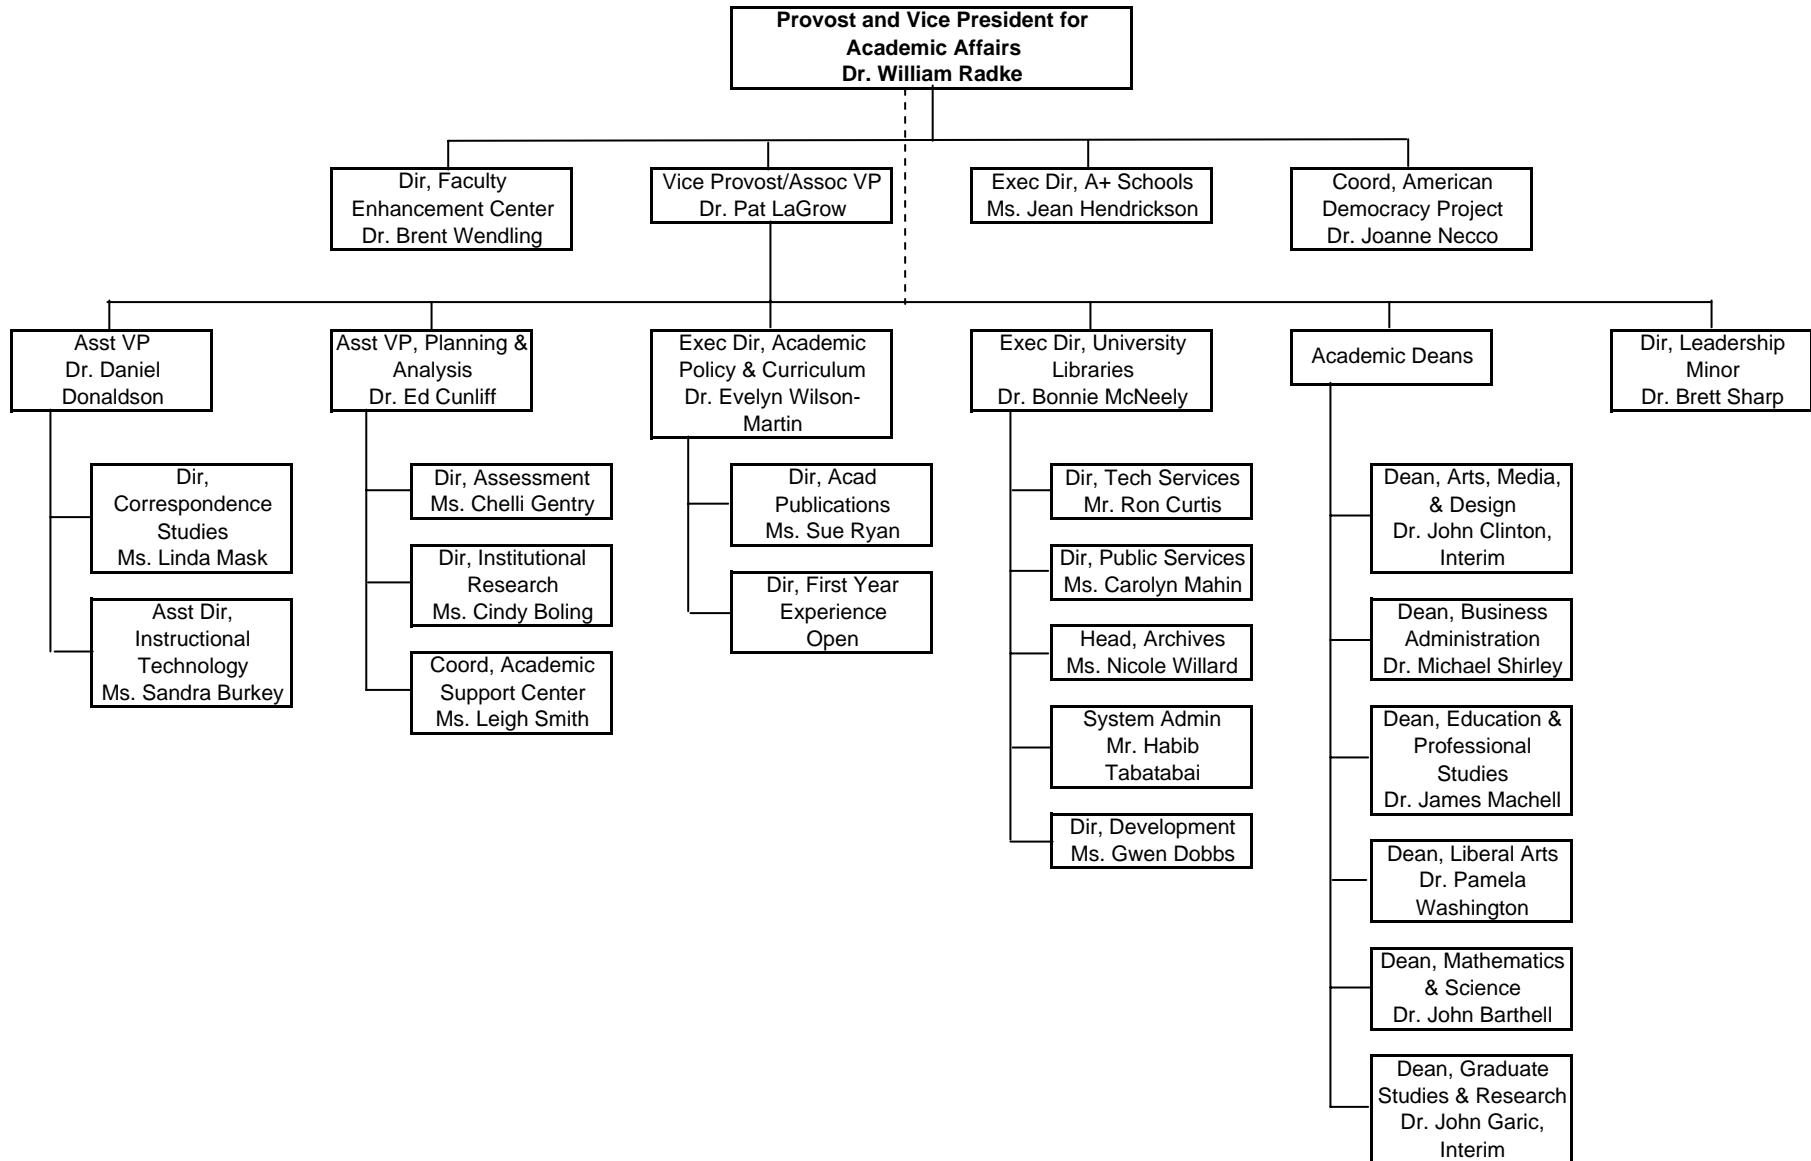 Provost and Vice President for
Academic Affairs
Dr. William Radke
Dir, Faculty
Enhancement Center
Dr. Brent Wendling
Vice Provost/Assoc VP
Dr. Pat LaGrow
Exec Dir, A+ Schools
Ms. Jean Hendrickson
Coord, American
Democracy Project
Dr. Joanne Necco
Asst VP
Dr. Daniel
Donaldson
Asst VP, Planning &
Analysis
Dr. Ed Cunliff
Exec Dir, Academic
Policy & Curriculum
Dr. Evelyn Wilson-
Martin
Exec Dir, University
Libraries
Dr. Bonnie McNeely
Academic Deans
Dir, Leadership
Minor
Dr. Brett Sharp
Dir,
Correspondence
Studies
Ms. Linda Mask
Asst Dir,
Instructional
Technology
Ms. Sandra Burkey
Dir, Assessment
Ms. Chelli Gentry
Dir, Institutional
Research
Ms. Cindy Boling
Coord, Academic
Support Center
Ms. Leigh Smith
Dir, Acad
Publications
Ms. Sue Ryan
Dir, First Year
Experience
Open
Dir, Tech Services
Mr. Ron Curtis
Dir, Public Services
Ms. Carolyn Mahin
Head, Archives
Ms. Nicole Willard
System Admin
Mr. Habib
Tabatabai
Dir, Development
Ms. Gwen Dobbs
Dean, Arts, Media,
& Design
Dr. John Clinton,
Interim
Dean, Business
Administration
Dr. Michael Shirley
Dean, Education &
Professional
Studies
Dr. James Machell
Dean, Liberal Arts
Dr. Pamela
Washington
Dean, Mathematics
& Science
Dr. John Barthell
Dean, Graduate
Studies & Research
Dr. John Garic,
Interim